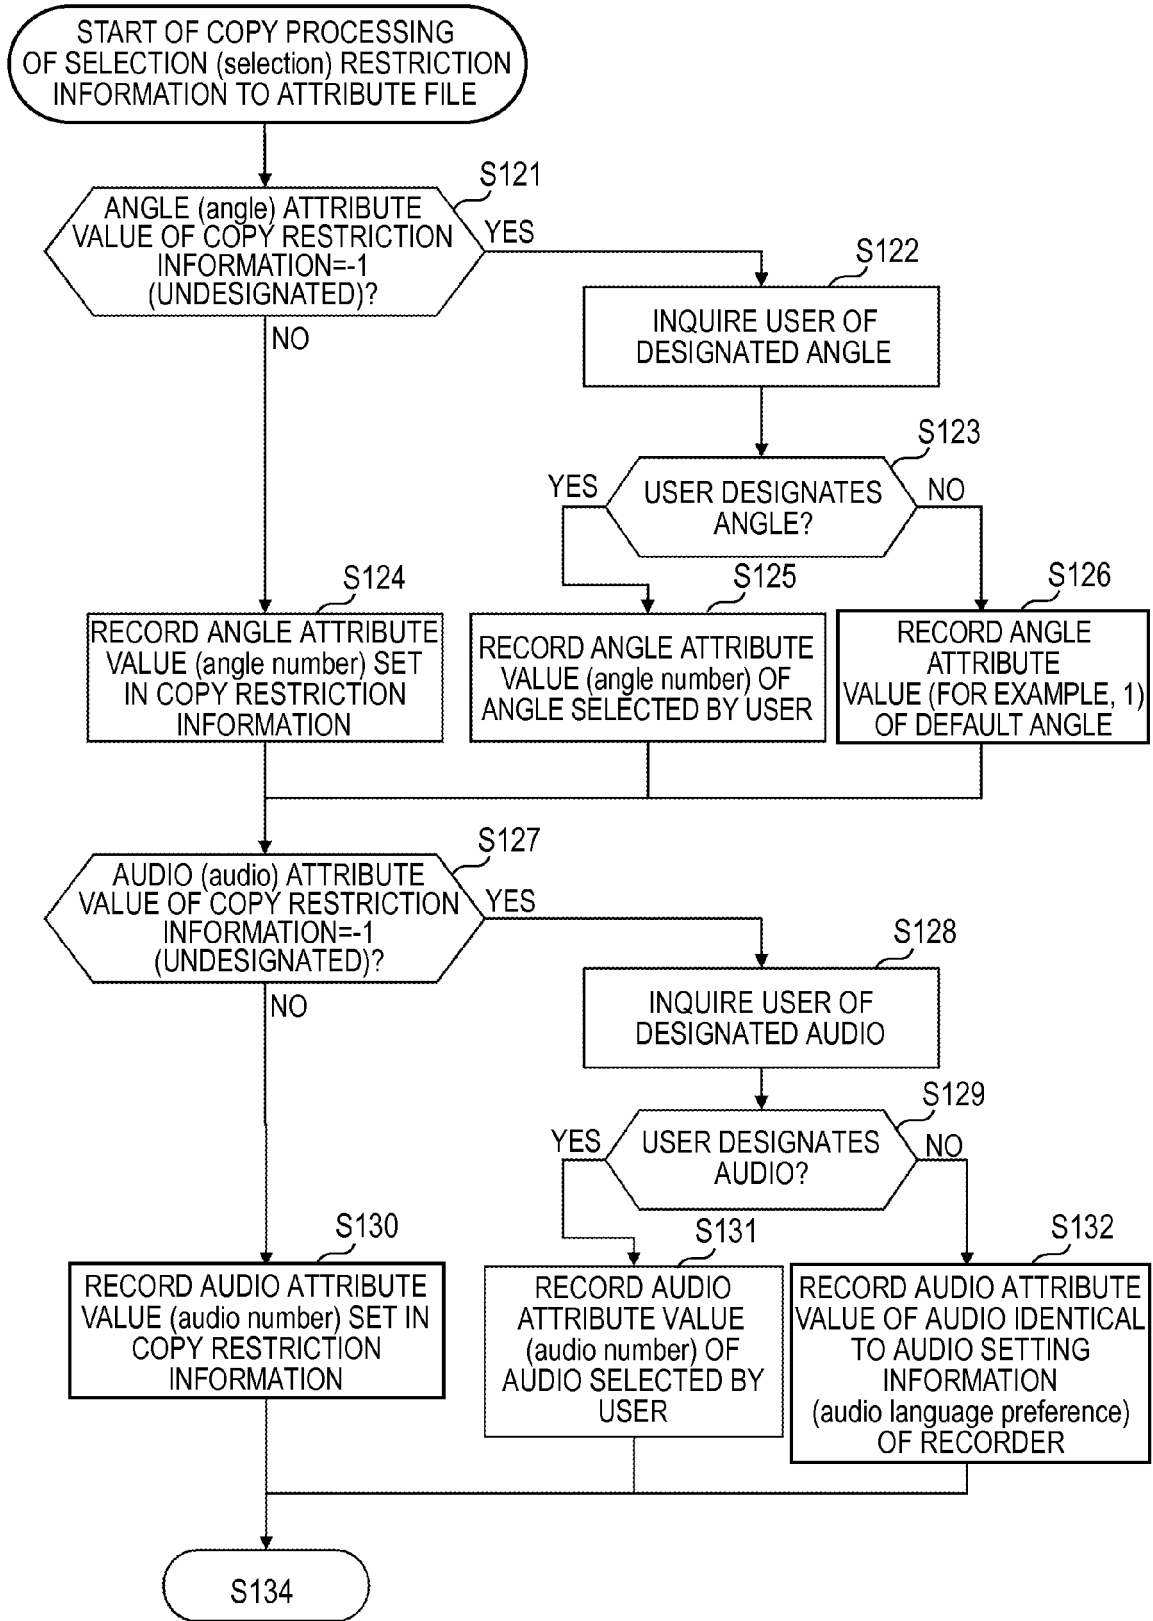 START OF COPY PROCESSING
OF SELECTION (selection) RESTRICTION
INFORMATION TO ATTRIBUTE FILE
S121
ANGLE (angle) ATTRIBUTE
VALUE OF COPY RESTRICTION
INFORMATION=-1
(UNDESIGNATED)?
YES
NO
S122
INQUIRE USER OF
DESIGNATED ANGLE
S123
USER DESIGNATES
ANGLE?
YES
NO
S124
RECORD ANGLE ATTRIBUTE
VALUE (angle number) SET
IN COPY RESTRICTION
INFORMATION
S125
RECORD ANGLE ATTRIBUTE
VALUE (angle number) OF
ANGLE SELECTED BY USER
S126
RECORD ANGLE
ATTRIBUTE
VALUE (FOR EXAMPLE, 1)
OF DEFAULT ANGLE
S127
AUDIO (audio) ATTRIBUTE
VALUE OF COPY RESTRICTION
INFORMATION=-1
(UNDESIGNATED)?
YES
NO
S128
INQUIRE USER OF
DESIGNATED AUDIO
S129
USER DESIGNATES
AUDIO?
YES
NO
S130
RECORD AUDIO ATTRIBUTE
VALUE (audio number) SET IN
COPY RESTRICTION
INFORMATION
S131
RECORD AUDIO
ATTRIBUTE VALUE
(audio number) OF
AUDIO SELECTED BY
USER
S132
RECORD AUDIO ATTRIBUTE
VALUE OF AUDIO IDENTICAL
TO AUDIO SETTING
INFORMATION
(audio language preference)
OF RECORDER
S134